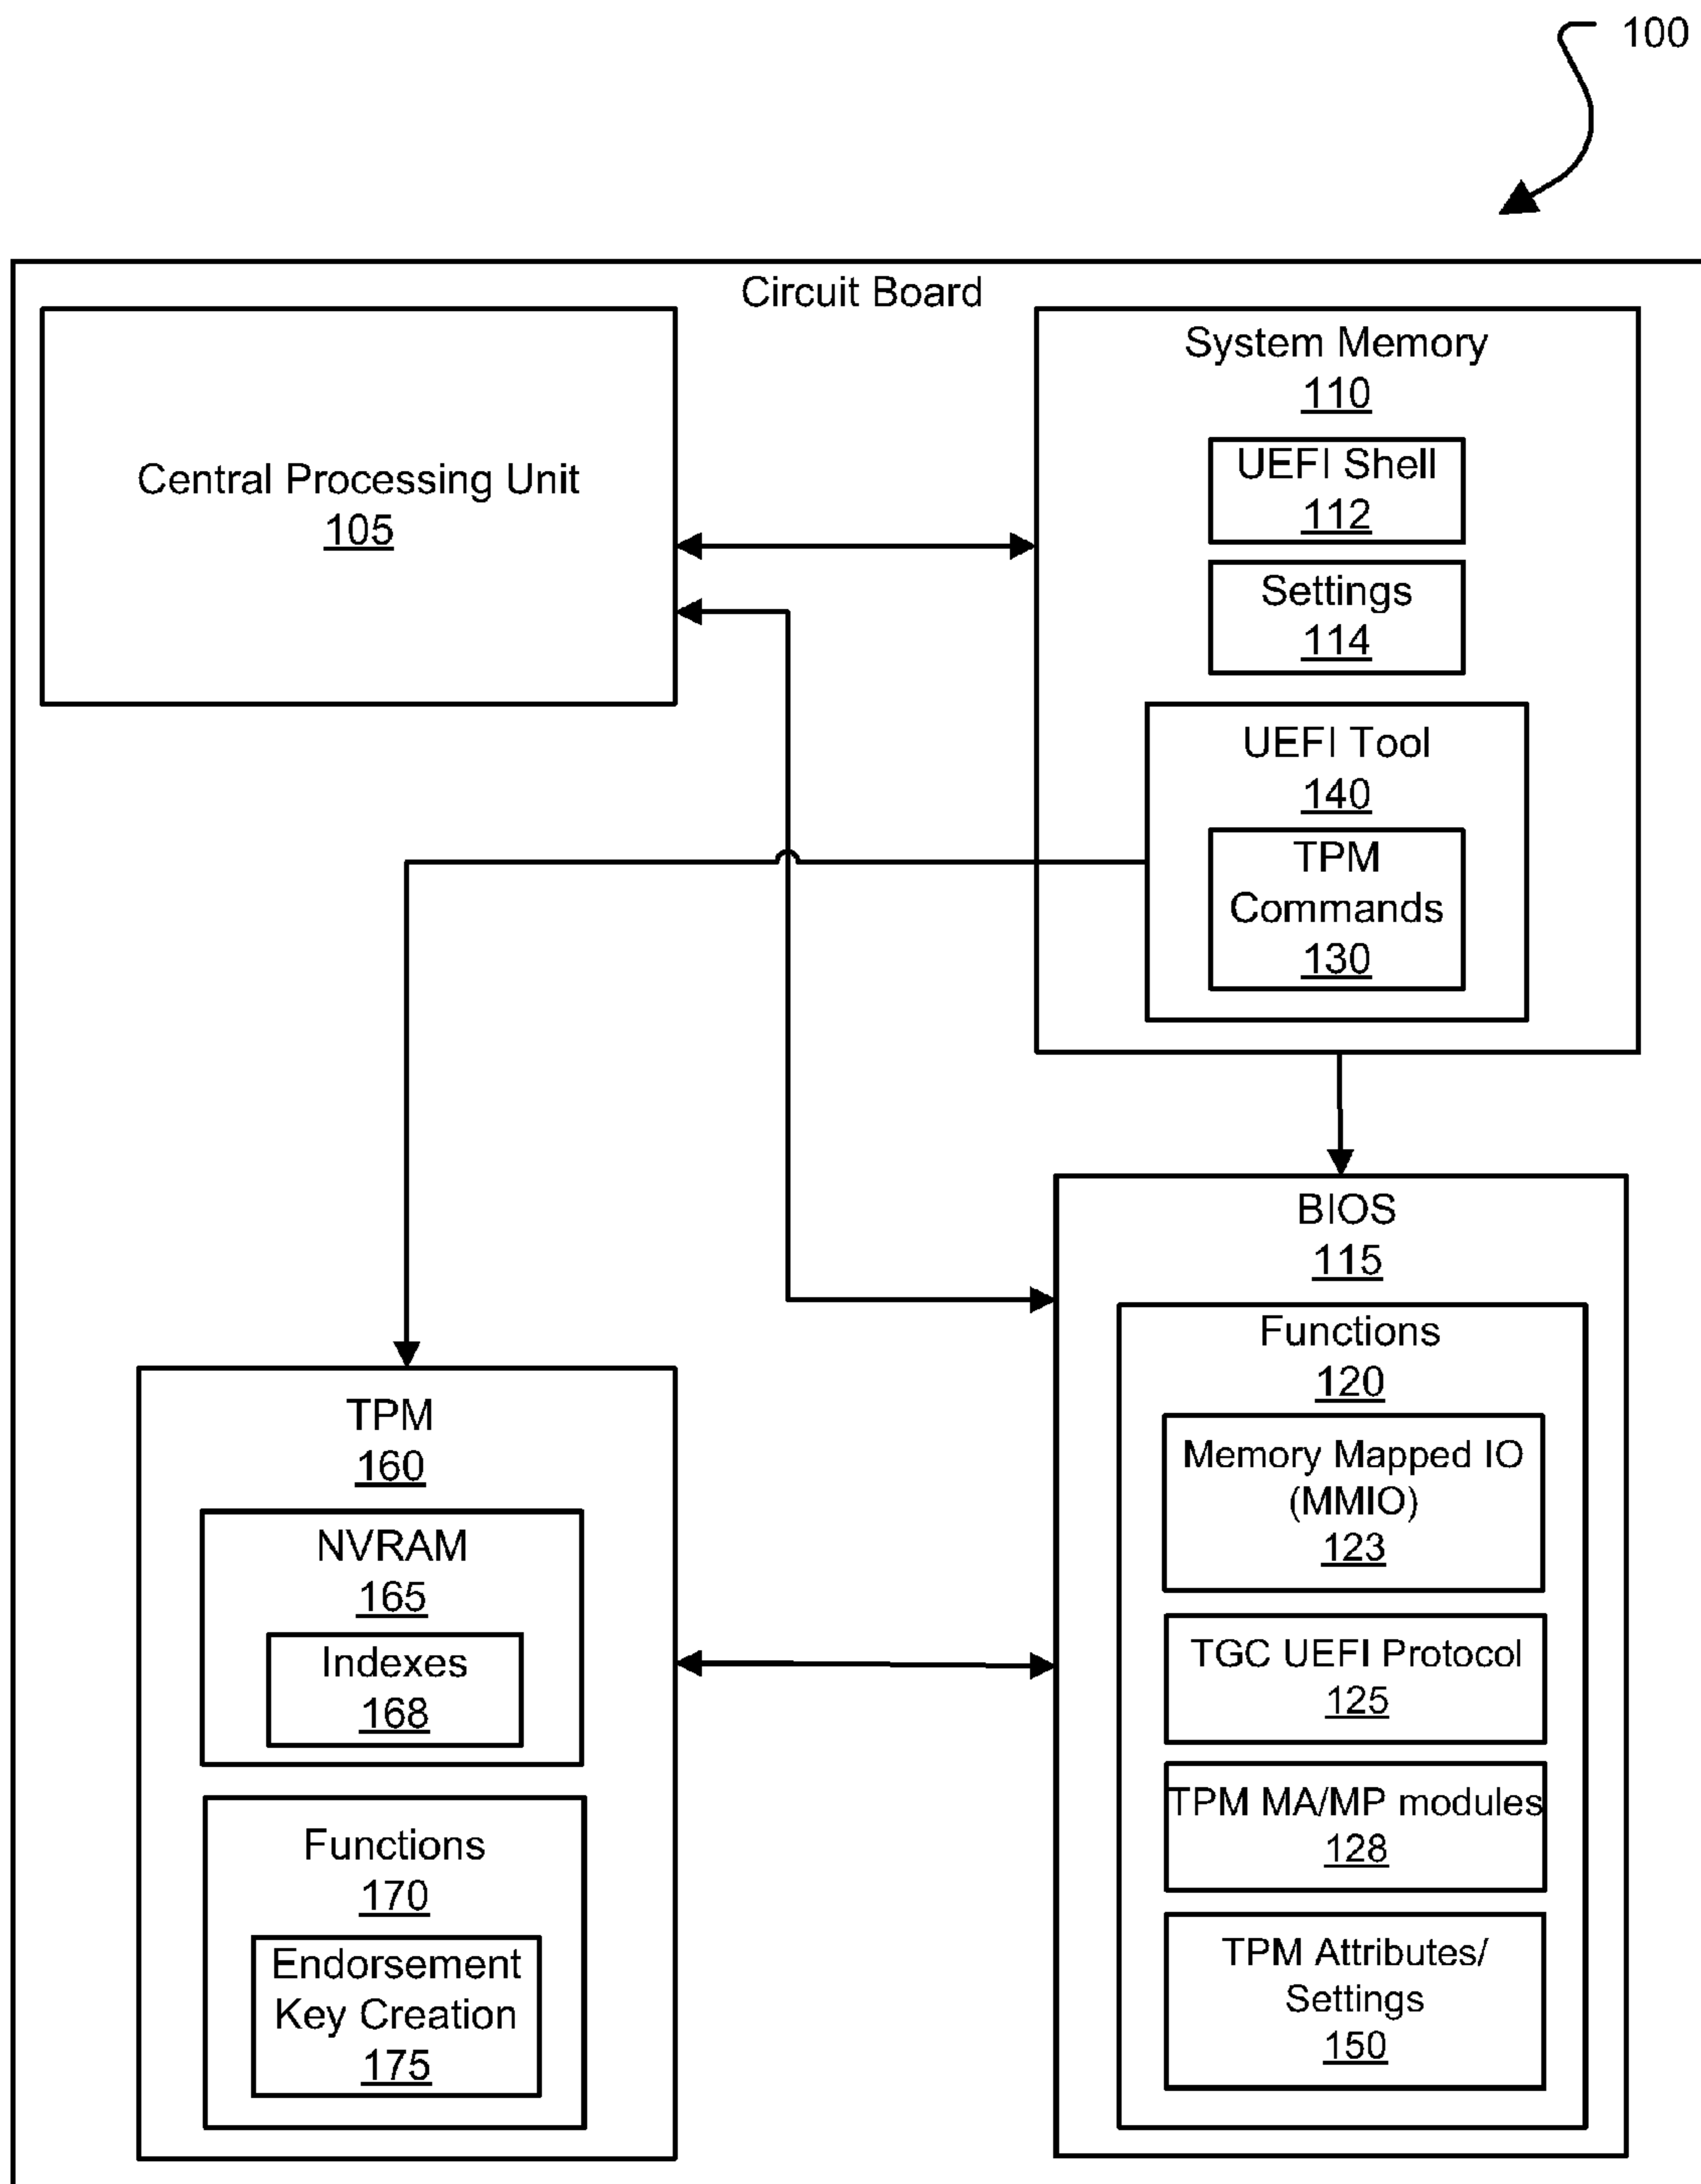 100
Circuit Board
Central Processing Unit
105
System Memory
110
UEFI Shell
112
Settings
114
UEFI Tool
140
TPM
Commands
130
BIOS
115
Functions
120
Memory Mapped IO
(MMIO)
123
TGC UEFI Protocol
125
TPM MA/MP modules
128
TPM Attributes/
Settings
150
TPM
160
NVRAM
165
Indexes
168
Functions
170
Endorsement
Key Creation
175